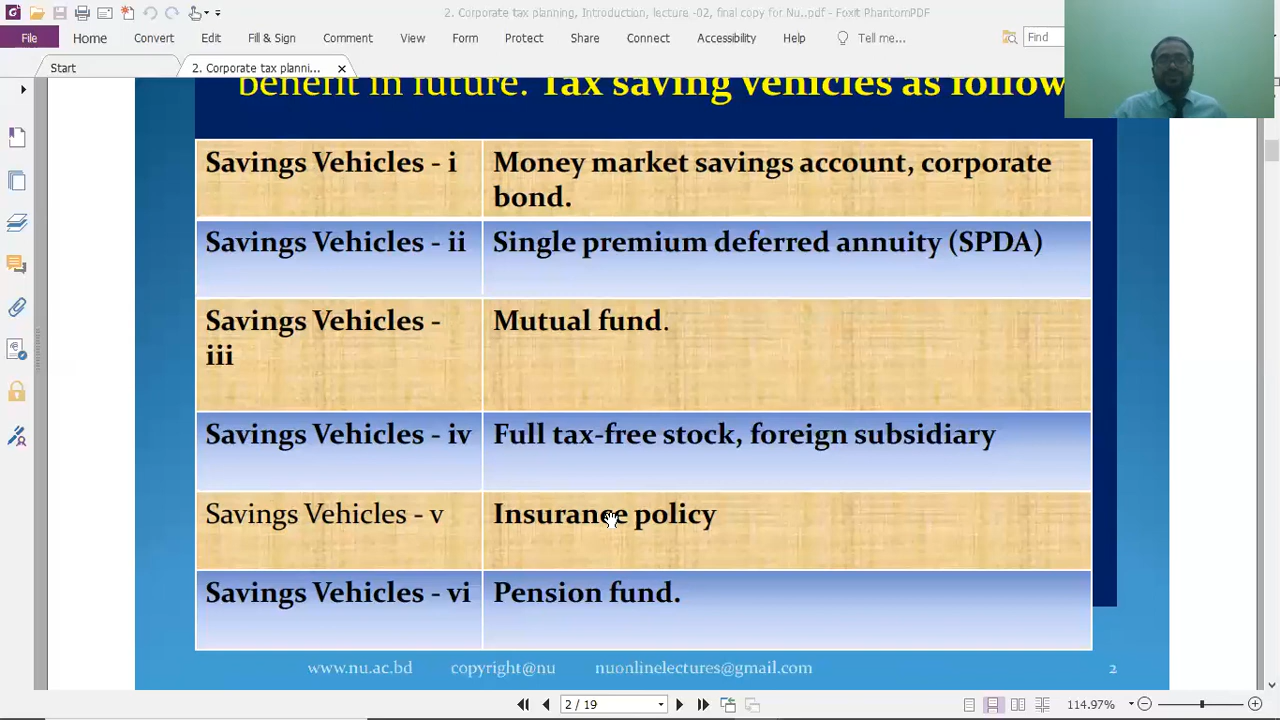 2. Corporate tax planning, Introduction, lecture -02, final copy for Nu..pdf - Foxit PhantomPDF
File Home Convert Edit Fill & Sign Comment View Form Protect Share Connect Accessibility Help Tell me... Find
Start 2. Corporate tax planni...
benefit in future. Tax saving vehicles as follow
Savings Vehicles - i Money market savings account, corporate
bond.
Savings Vehicles - ii Single premium deferred annuity (SPDA)
Savings Vehicles - Mutual fund.
iii
Savings Vehicles - iv Full tax-free stock, foreign subsidiary
Savings Vehicles - v Insurance policy
Savings Vehicles - vi Pension fund.
www.nu.ac.bd copyright@nu nuonlinelectures@gmail.com 2
2 / 19 114.97%